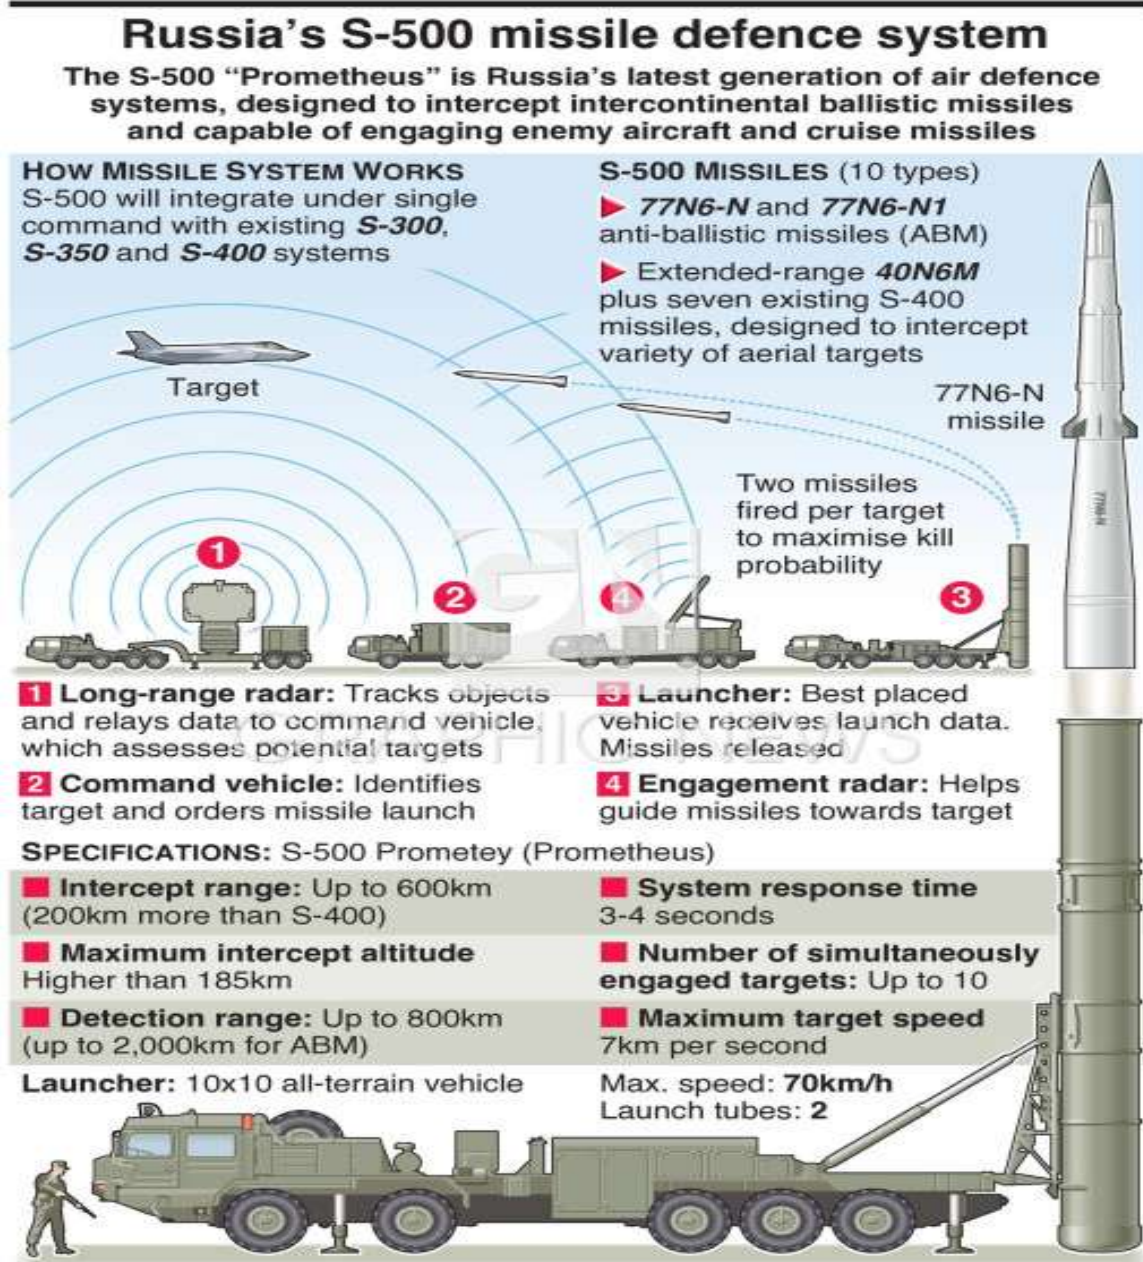 Russia's S-500 missile defence system
The S-500 “Prometheus” is Russia's latest generation of air defence
systems, designed to intercept intercontinental ballistic missiles
and capable of engaging enemy aircraft and cruise missiles
HOW MISSILE SYSTEM WORKS
S-500 will integrate under single
command with existing S-300,
S-350 and S-400 systems
S-500 MISSILES (10 types)
77N6-N and 77N6-N1
anti-ballistic missiles (ABM)
Extended-range 40N6M
plus seven existing S-400
missiles, designed to intercept
variety of aerial targets
Target
77N6-N
missile
77N6-N
Two missiles
fired per target
to maximise kill
probability
1
2
4
3
GN
GRAPHIC NEWS
1 Long-range radar: Tracks objects
and relays data to command vehicle,
which assesses potential targets
2 Command vehicle: Identifies
target and orders missile launch
3 Launcher: Best placed
vehicle receives launch data.
Missiles released
4 Engagement radar: Helps
guide missiles towards target
SPECIFICATIONS: S-500 Prometey (Prometheus)
Intercept range: Up to 600km
(200km more than S-400)
Maximum intercept altitude
Higher than 185km
Detection range: Up to 800km
(up to 2,000km for ABM)
System response time
3-4 seconds
Number of simultaneously
engaged targets: Up to 10
Maximum target speed
7km per second
Launcher: 10x10 all-terrain vehicle
Max. speed: 70km/h
Launch tubes: 2